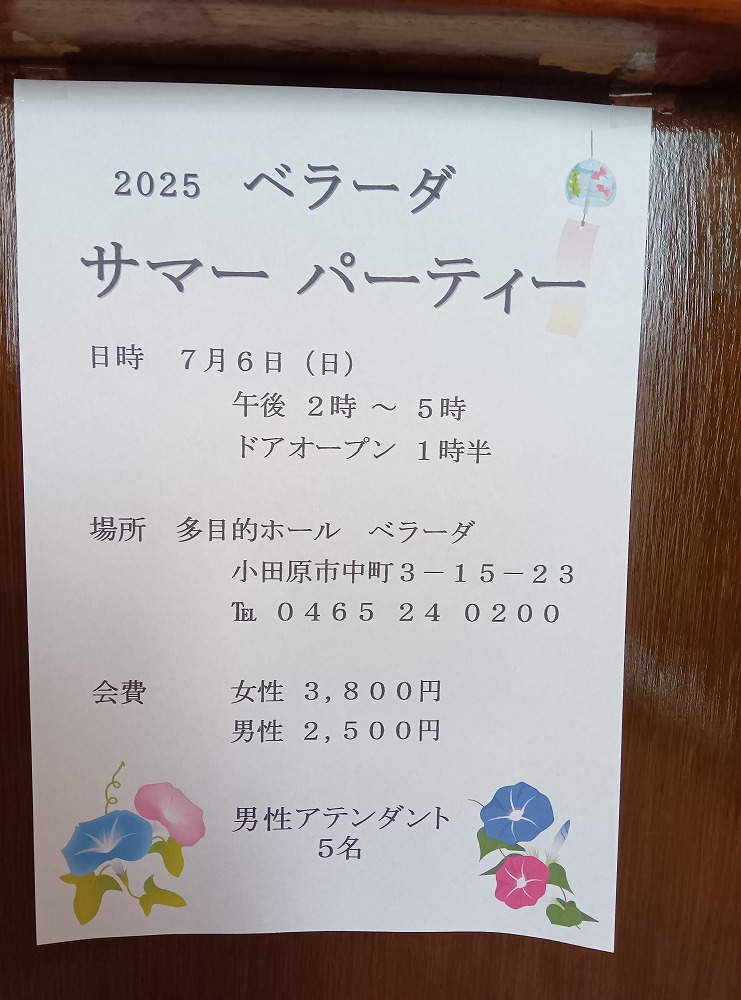 2025 ベラーダ
サマー パーティー
日時 7月6日(日)
午後 2時 ～ 5時
ドアオープン 1時半
場所 多目的ホール ベラーダ
小田原市中町3－15－23
℡ 0465 24 0200
会費 女性 3,800円
男性 2,500円
男性アテンダント
5名